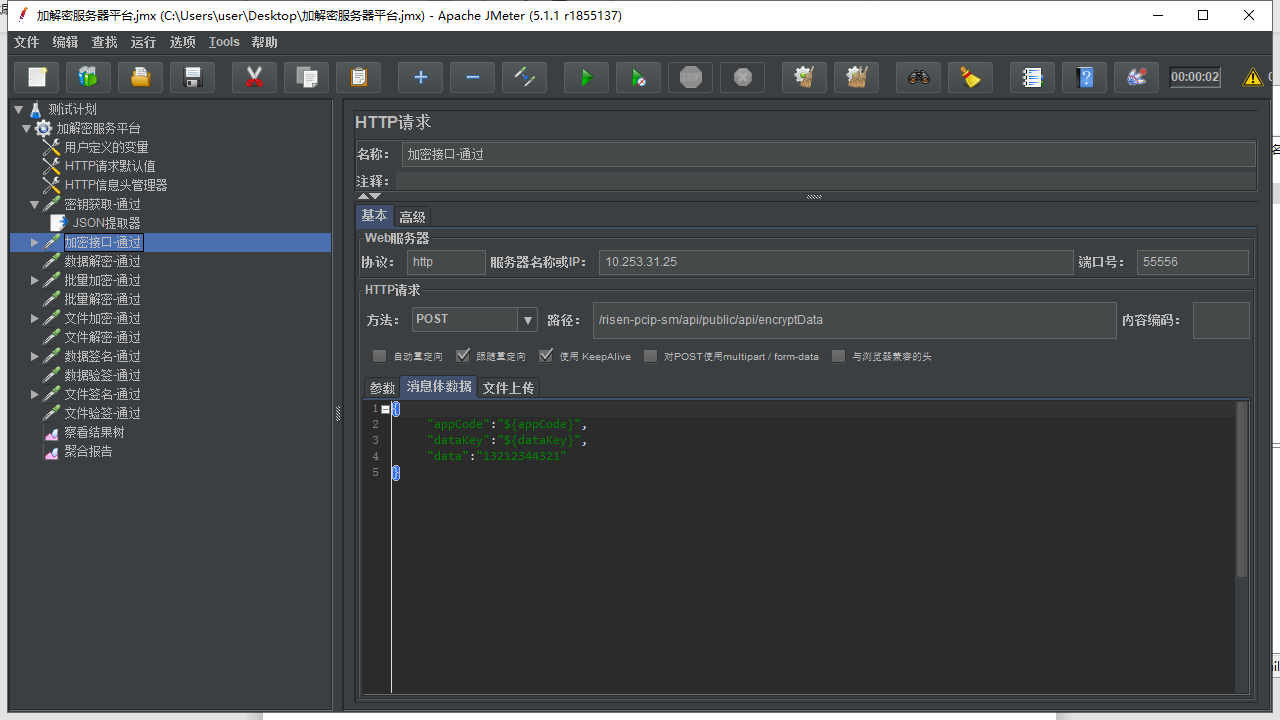 加解密服务器平台.jmx (C:\Users\user\Desktop\加解密服务器平台.jmx) - Apache JMeter (5.1.1 r1855137)
文件 编辑 查找 运行 选项 Tools 帮助
STOP 00:00:02
测试计划
加解密服务平台
用户定义的变量
HTTP请求默认值
HTTP信息头管理器
密钥获取-通过
JSON提取器
加密接口-通过
数据解密-通过
批量加密-通过
批量解密-通过
文件加密-通过
文件解密-通过
数据签名-通过
数据验签-通过
文件签名-通过
文件验签-通过
察看结果树
聚合报告
HTTP请求
名称： 加密接口-通过
注释：
基本 高级
Web服务器
协议： http 服务器名称或IP： 10.253.31.25 端口号： 55556
HTTP请求
方法： POST 路径： /risen-pcip-sm/api/public/api/encryptData 内容编码：
自动重定向 跟随重定向 使用 KeepAlive 对POST使用multipart / form-data 与浏览器兼容的头
参数 消息体数据 文件上传
1 {
2 "appCode":"${appCode}",
3 "dataKey":"${dataKey}",
4 "data":"13212344321"
5 }